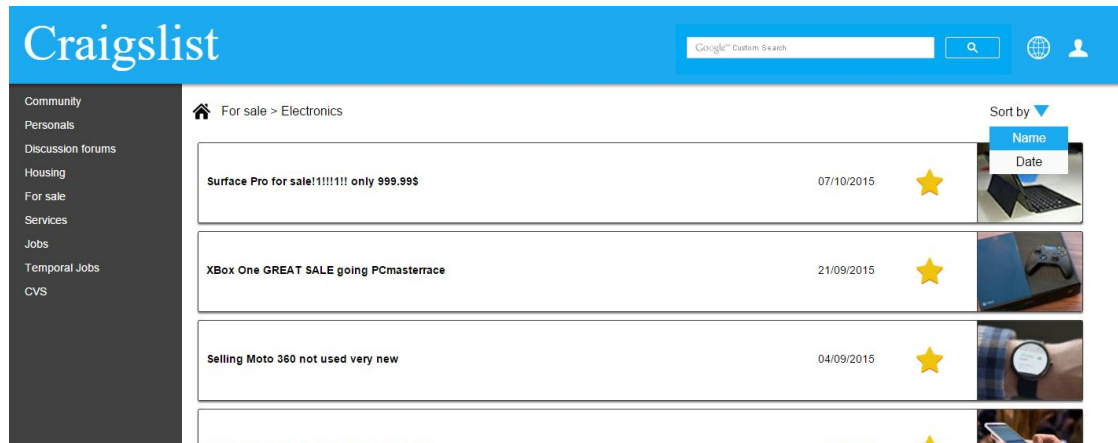 Craigslist
Google™ Custom Search
Community
Personals
Discussion forums
Housing
For sale
Services
Jobs
Temporal Jobs
CVS
For sale > Electronics
Sort by
Name
Date
Surface Pro for sale!1!!!1!! only 999.99$
07/10/2015
XBox One GREAT SALE going PCmasterrace
21/09/2015
Selling Moto 360 not used very new
04/09/2015